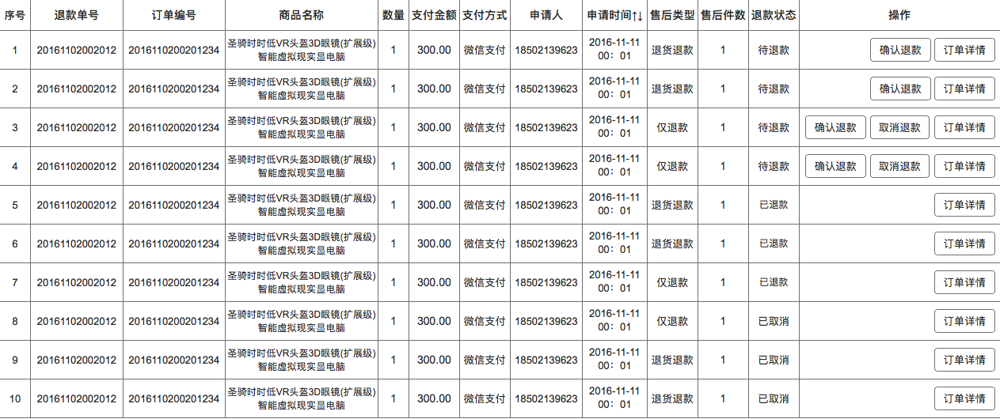 序号 退款单号 订单编号 商品名称 数量 支付金额 支付方式 申请人 申请时间↑↓ 售后类型 售后件数 退款状态 操作
1 20161102002012 2016110200201234 圣骑时时低VR头盔3D眼镜(扩展级) 1 300.00 微信支付 18502139623 2016-11-11 退货退款 1 待退款 确认退款 订单详情
智能虚拟现实显电脑 00：01
2 20161102002012 2016110200201234 圣骑时时低VR头盔3D眼镜(扩展级) 1 300.00 微信支付 18502139623 2016-11-11 退货退款 1 待退款 确认退款 订单详情
智能虚拟现实显电脑 00：01
3 20161102002012 2016110200201234 圣骑时时低VR头盔3D眼镜(扩展级) 1 300.00 微信支付 18502139623 2016-11-11 仅退款 1 待退款 确认退款 取消退款 订单详情
智能虚拟现实显电脑 00：01
4 20161102002012 2016110200201234 圣骑时时低VR头盔3D眼镜(扩展级) 1 300.00 微信支付 18502139623 2016-11-11 仅退款 1 待退款 确认退款 取消退款 订单详情
智能虚拟现实显电脑 00：01
5 20161102002012 2016110200201234 圣骑时时低VR头盔3D眼镜(扩展级) 1 300.00 微信支付 18502139623 2016-11-11 退货退款 1 已退款 订单详情
智能虚拟现实显电脑 00：01
6 20161102002012 2016110200201234 圣骑时时低VR头盔3D眼镜(扩展级) 1 300.00 微信支付 18502139623 2016-11-11 退货退款 1 已退款 订单详情
智能虚拟现实显电脑 00：01
7 20161102002012 2016110200201234 圣骑时时低VR头盔3D眼镜(扩展级) 1 300.00 微信支付 18502139623 2016-11-11 仅退款 1 已退款 订单详情
智能虚拟现实显电脑 00：01
8 20161102002012 2016110200201234 圣骑时时低VR头盔3D眼镜(扩展级) 1 300.00 微信支付 18502139623 2016-11-11 仅退款 1 已取消 订单详情
智能虚拟现实显电脑 00：01
9 20161102002012 2016110200201234 圣骑时时低VR头盔3D眼镜(扩展级) 1 300.00 微信支付 18502139623 2016-11-11 退货退款 1 已取消 订单详情
智能虚拟现实显电脑 00：01
10 20161102002012 2016110200201234 圣骑时时低VR头盔3D眼镜(扩展级) 1 300.00 微信支付 18502139623 2016-11-11 退货退款 1 已取消 订单详情
智能虚拟现实显电脑 00：01